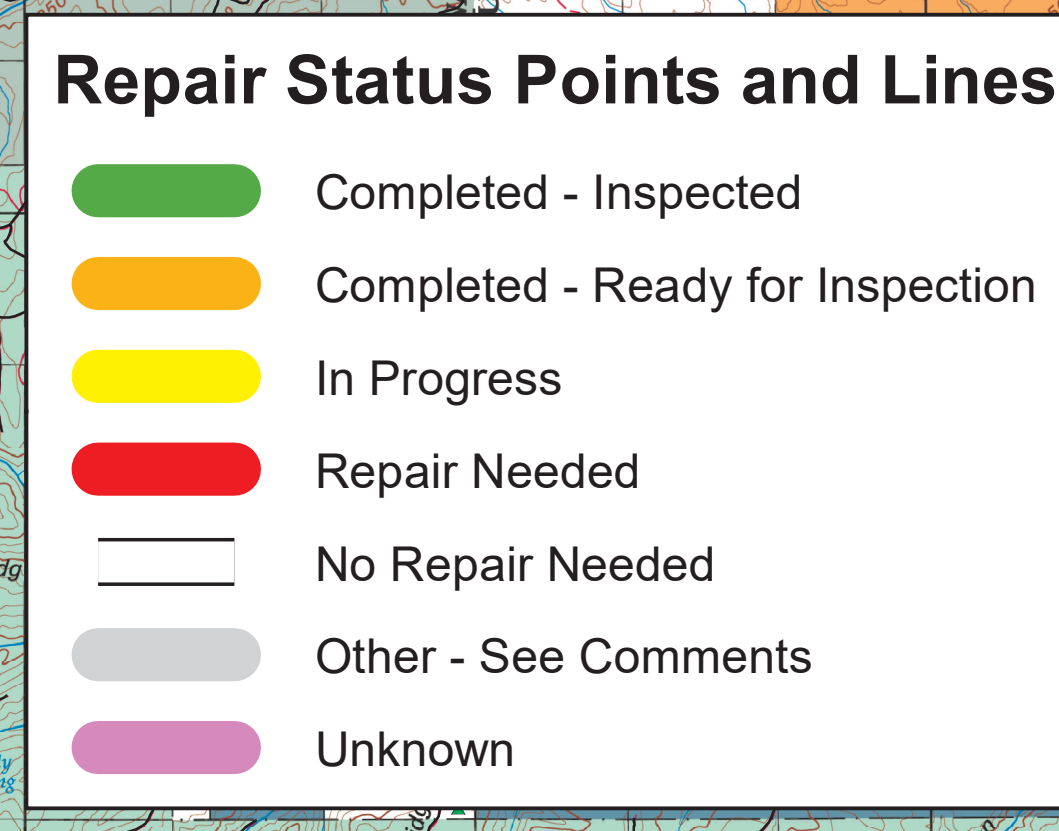 Repair Status Points and Lines
Completed - Inspected
Completed - Ready for Inspection
In Progress
Repair Needed
No Repair Needed
Other - See Comments
Unknown